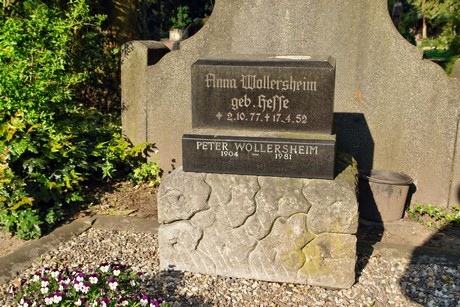 Anna Wollersheim
geb. Hesse
✝ 2.10.77 ✝ 17.4.52
PETER WOLLERSHEIM
1904 – 1981